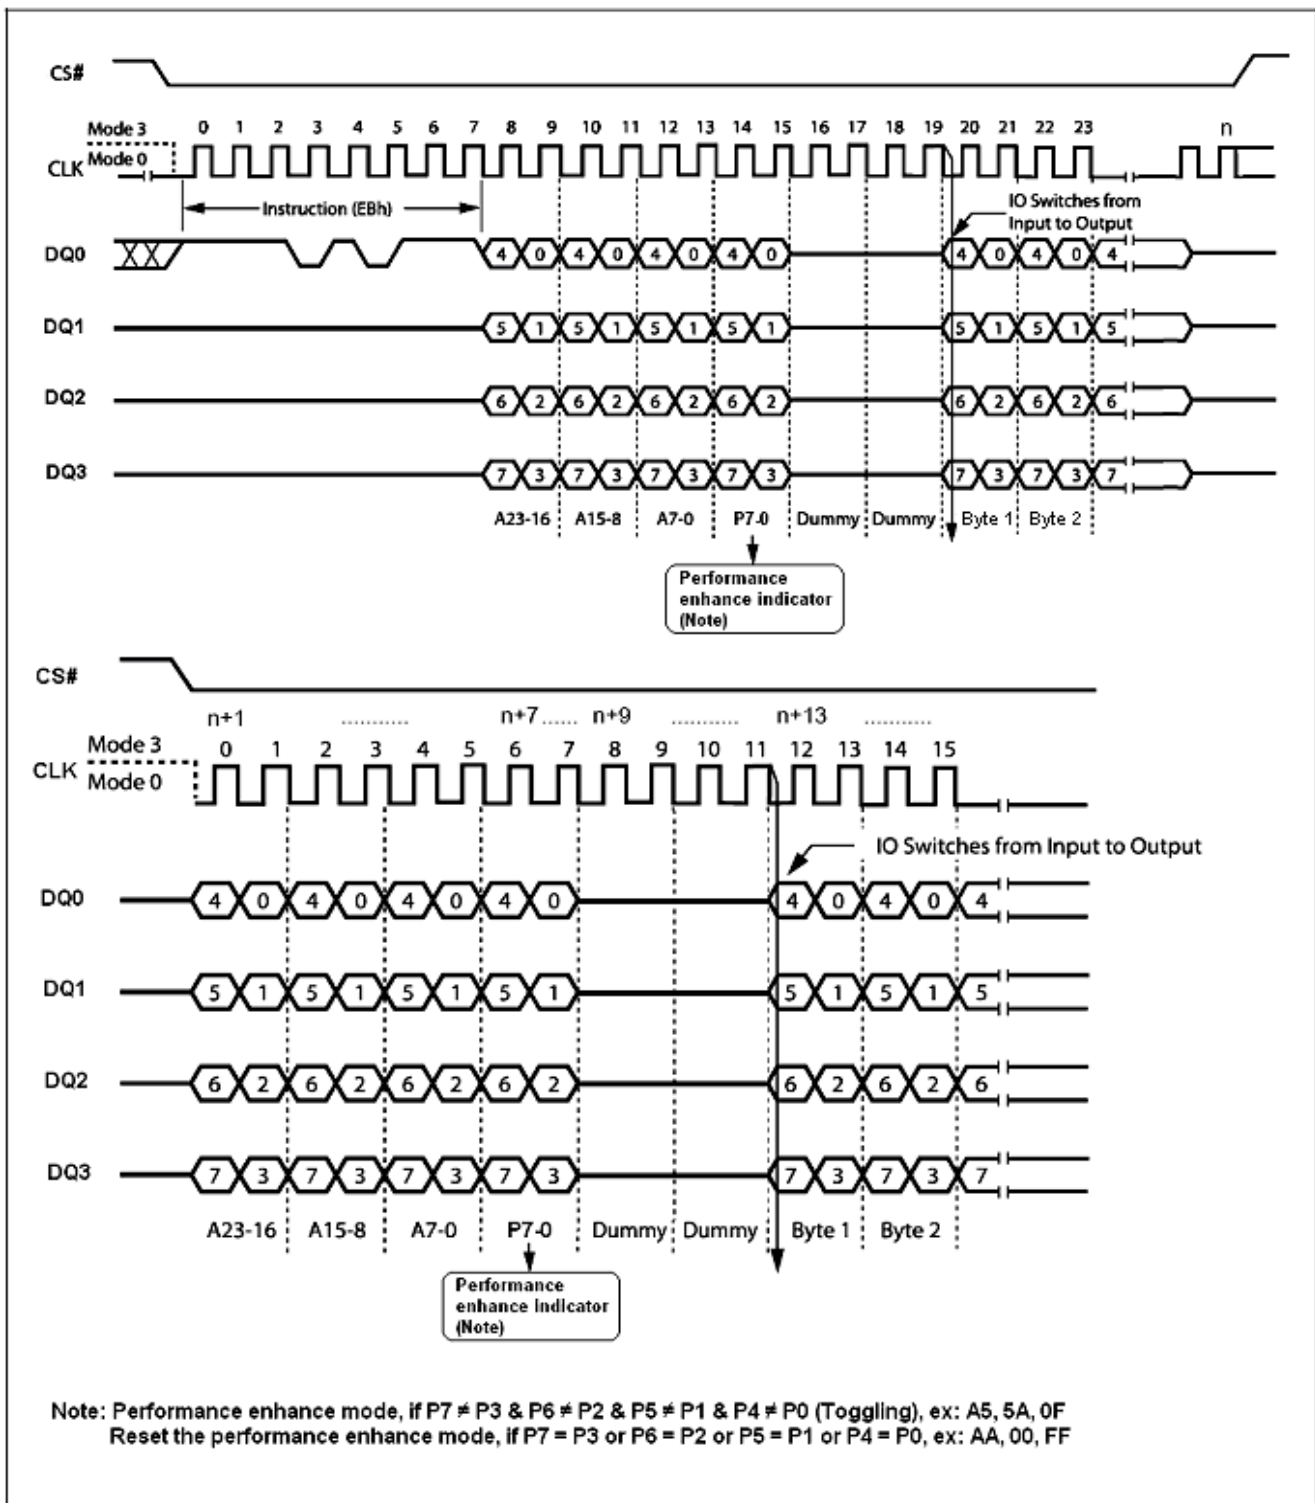 CS#
Mode 3
0 1 2 3 4 5 6 7 8 9 10 11 12 13 14 15 16 17 18 19 20 21 22 23 n
CLK Mode 0
Instruction (EBh)
IO Switches from
Input to Output
DQ0 4 0 4 0 4 0 4 0 4 0 4 0 4
DQ1 5 1 5 1 5 1 5 1 5 1 5 1 5
DQ2 6 2 6 2 6 2 6 2 6 2 6 2 6
DQ3 7 3 7 3 7 3 7 3 7 3 7 3 7
A23-16 A15-8 A7-0 P7-0 Dummy Dummy Byte 1 Byte 2
Performance
enhance indicator
(Note)
CS#
n+1 ........... n+7 ...... n+9 ........... n+13 ...........
Mode 3 0 1 2 3 4 5 6 7 8 9 10 11 12 13 14 15
CLK
Mode 0
IO Switches from Input to Output
DQ0 4 0 4 0 4 0 4 0 4 0 4 0 4
DQ1 5 1 5 1 5 1 5 1 5 1 5 1 5
DQ2 6 2 6 2 6 2 6 2 6 2 6 2 6
DQ3 7 3 7 3 7 3 7 3 7 3 7 3 7
A23-16 A15-8 A7-0 P7-0 Dummy Dummy Byte 1 Byte 2
Performance
enhance indicator
(Note)
Note: Performance enhance mode, if P7 ≠ P3 & P6 ≠ P2 & P5 ≠ P1 & P4 ≠ P0 (Toggling), ex: A5, 5A, 0F
Reset the performance enhance mode, if P7 = P3 or P6 = P2 or P5 = P1 or P4 = P0, ex: AA, 00, FF